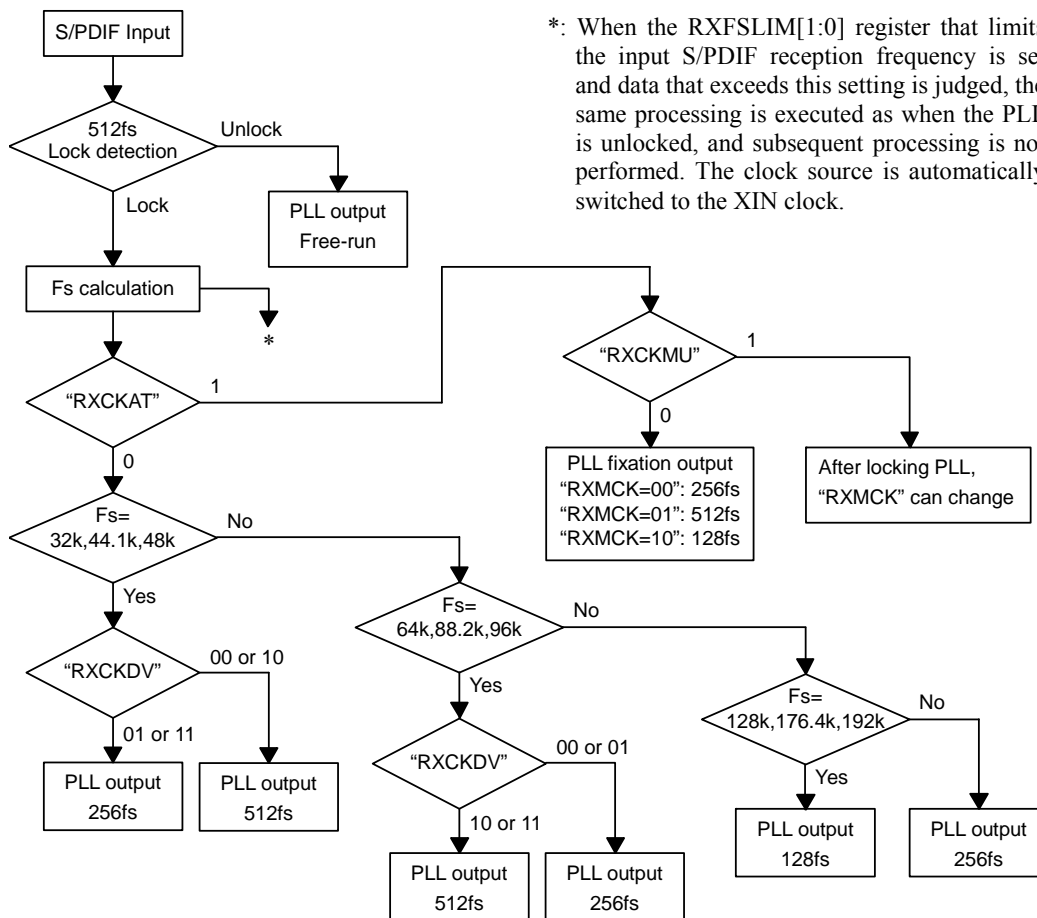 S/PDIF Input
*: When the RXFSLIM[1:0] register that limits
the input S/PDIF reception frequency is se
and data that exceeds this setting is judged, the
same processing is executed as when the PLL
is unlocked, and subsequent processing is no
performed. The clock source is automatically
switched to the XIN clock.
512fs
Lock detection
Unlock
Lock
PLL output
Free-run
Fs calculation
*
"RXCKAT"
1
0
"RXCKMU"
1
0
PLL fixation output
"RXMCK=00": 256fs
"RXMCK=01": 512fs
"RXMCK=10": 128fs
After locking PLL,
"RXMCK" can change
Fs=
32k,44.1k,48k
No
Yes
"RXCKDV"
00 or 10
01 or 11
PLL output
256fs
PLL output
512fs
Fs=
64k,88.2k,96k
No
Yes
"RXCKDV"
00 or 01
10 or 11
PLL output
512fs
PLL output
256fs
Fs=
128k,176.4k,192k
No
Yes
PLL output
128fs
PLL output
256fs